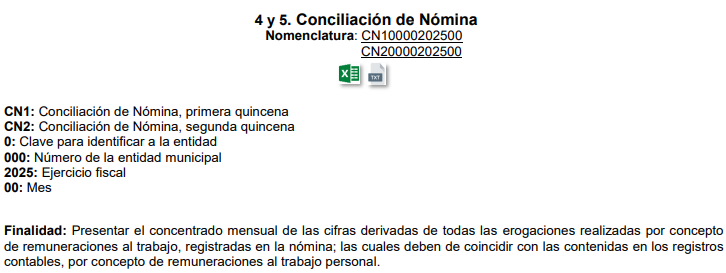 4 y 5. Conciliación de Nómina
Nomenclatura: CN10000202500
CN20000202500
TXT
CN1: Conciliación de Nómina, primera quincena
CN2: Conciliación de Nómina, segunda quincena
0: Clave para identificar a la entidad
000: Número de la entidad municipal
2025: Ejercicio fiscal
00: Mes
Finalidad: Presentar el concentrado mensual de las cifras derivadas de todas las erogaciones realizadas por concepto
de remuneraciones al trabajo, registradas en la nómina; las cuales deben de coincidir con las contenidas en los registros
contables, por concepto de remuneraciones al trabajo personal.